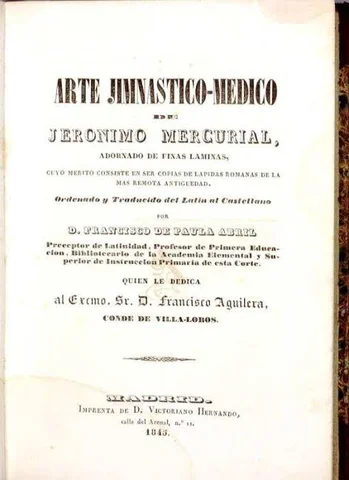 ARTE JIMNASTICO-MEDICO
DE
JERONIMO MERCURIAL,
ADORNADO DE FINAS LAMINAS,
CUYO MERITO CONSISTE EN SER COPIAS DE LAPIDAS ROMANAS DE LA
MAS REMOTA ANTIGUEDAD.
Ordenado y Traducido del Latin al Castellano
POR
D. FRANCISCO DE PAULA ABRIL
Preceptor de Latinidad, Profesor de Primera Educa-
cion, Bibliotecario de la Academia Elemental y Su-
perior de Instruccion Primaria de esta Corte.
QUIEN LE DEDICA
al Excmo. Sr. D. Francisco Aguilera,
CONDE DE VILLA-LOBOS.
MADRID.
IMPRENTA DE D. VICTORIANO HERNANDO,
calle del Arenal, n.º 11.
1845.